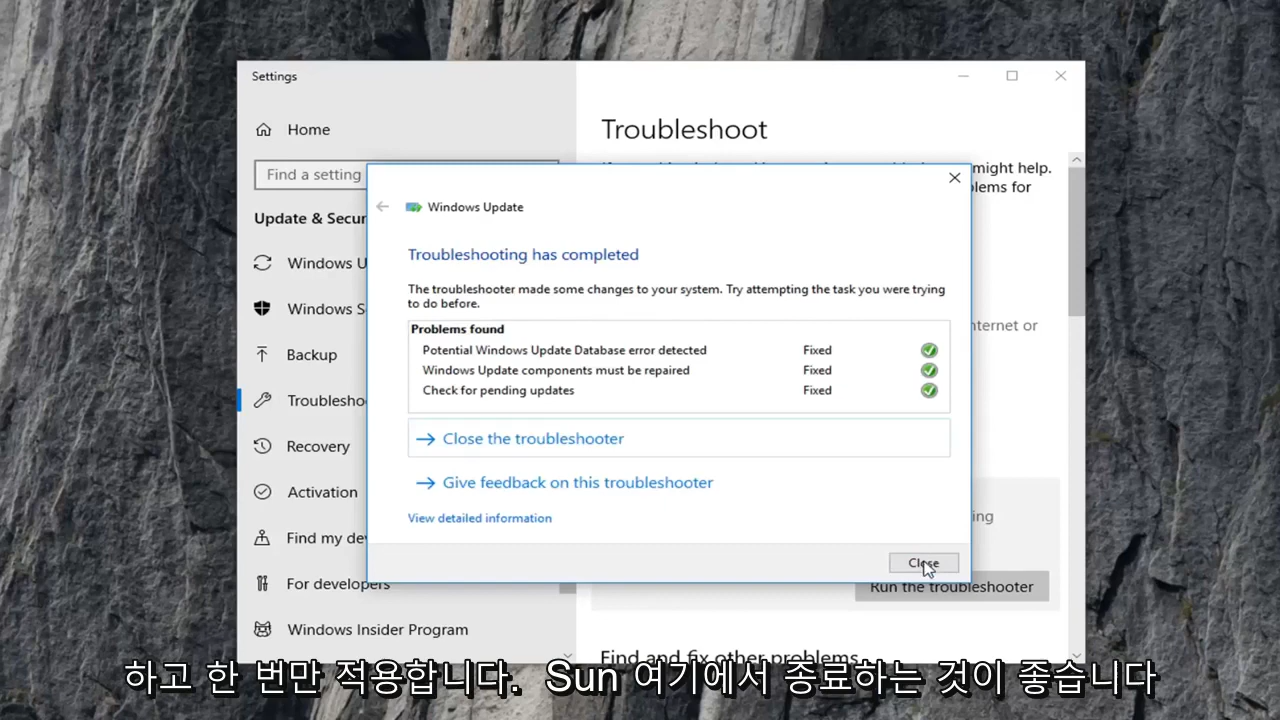 Settings
Home
Troubleshoot
Find a setting
might help.
Update & Secur
Windows Update
Troubleshooting has completed
Windows U
The troubleshooter made some changes to your system. Try attempting the task you were trying
to do before.
Windows S
Problems found
nternet or
Potential Windows Update Database error detected Fixed
Backup
Windows Update components must be repaired Fixed
Check for pending updates Fixed
Troublesho
Close the troubleshooter
Recovery
Give feedback on this troubleshooter
Activation
View detailed information
ing
Find my dev
Close
For developers
Run the troubleshooter
Windows Insider Program
Find and fix other problems
하고 한 번만 적용합니다. Sun 여기에서 종료하는 것이 좋습니다